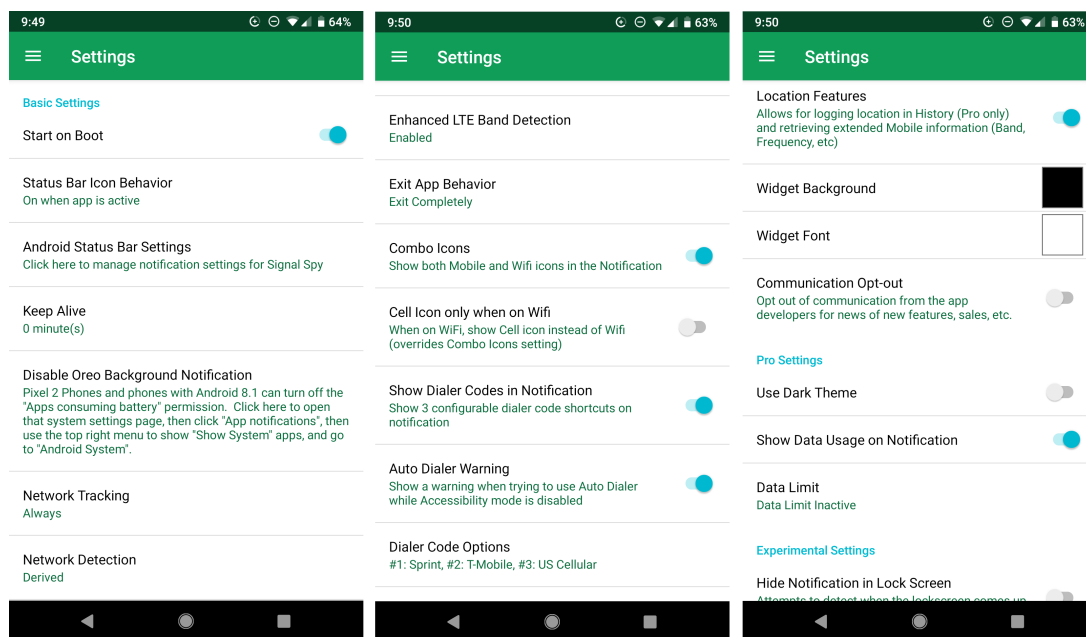 9:49
64%
Settings
Basic Settings
Start on Boot
Status Bar Icon Behavior
On when app is active
Android Status Bar Settings
Click here to manage notification settings for Signal Spy
Keep Alive
0 minute(s)
Disable Oreo Background Notification
Pixel 2 Phones and phones with Android 8.1 can turn off the
"Apps consuming battery" permission.  Click here to open
that system settings page, then click "App notifications", then
use the top right menu to show "Show System" apps, and go
to "Android System".
Network Tracking
Always
Network Detection
Derived
9:50
63%
Settings
Enhanced LTE Band Detection
Enabled
Exit App Behavior
Exit Completely
Combo Icons
Show both Mobile and Wifi icons in the Notification
Cell Icon only when on Wifi
When on WiFi, show Cell icon instead of Wifi
(overrides Combo Icons setting)
Show Dialer Codes in Notification
Show 3 configurable dialer code shortcuts on
notification
Auto Dialer Warning
Show a warning when trying to use Auto Dialer
while Accessibility mode is disabled
Dialer Code Options
#1: Sprint, #2: T-Mobile, #3: US Cellular
9:50
63%
Settings
Location Features
Allows for logging location in History (Pro only)
and retrieving extended Mobile information (Band,
Frequency, etc)
Widget Background
Widget Font
Communication Opt-out
Opt out of communication from the app
developers for news of new features, sales, etc.
Pro Settings
Use Dark Theme
Show Data Usage on Notification
Data Limit
Data Limit Inactive
Experimental Settings
Hide Notification in Lock Screen
Attempts to detect when the lockscreen comes up